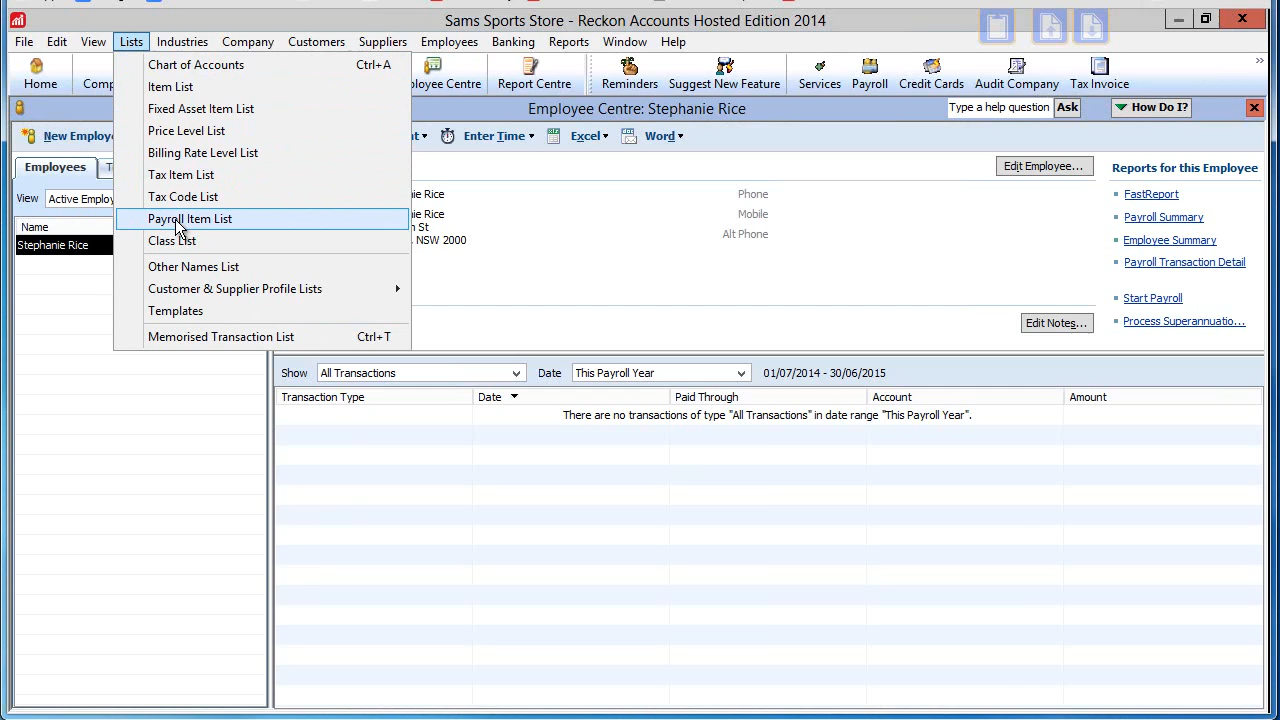 Sams Sports Store - Reckon Accounts Hosted Edition 2014
File Edit View Lists Industries Company Customers Suppliers Employees Banking Reports Window Help
Home Report Centre Reminders Suggest New Feature Services Payroll Credit Cards Audit Company Tax Invoice
Employee Centre: Stephanie Rice Type a help question Ask How Do I?
New Enter Time Excel Word
Employees
View Active
Name
Stephanie Rice
Chart of Accounts Ctrl+A
Item List
Fixed Asset Item List
Price Level List
Billing Rate Level List
Tax Item List
Tax Code List
Payroll Item List
Class List
Other Names List
Customer & Supplier Profile Lists
Templates
Memorised Transaction List Ctrl+T
Edit Employee...
Rice
Rice
St
NSW 2000
Phone
Mobile
Alt Phone
Edit Notes...
Reports for this Employee
FastReport
Payroll Summary
Employee Summary
Payroll Transaction Detail
Start Payroll
Process Superannuatio...
Show All Transactions Date This Payroll Year 01/07/2014 - 30/06/2015
Transaction Type Date Paid Through Account Amount
There are no transactions of type "All Transactions" in date range "This Payroll Year".